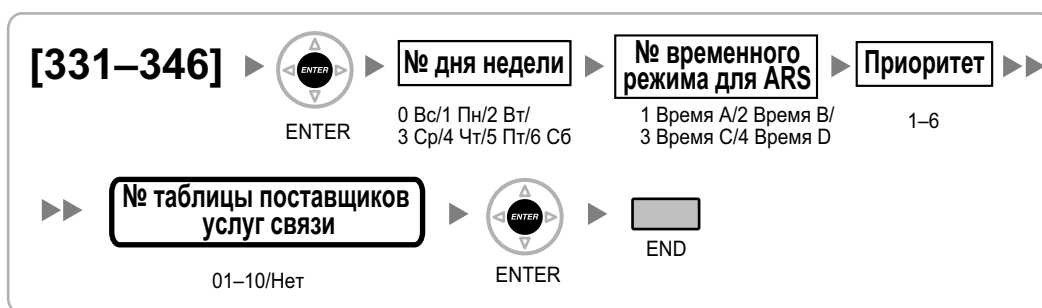 [331–346]
ENTER
ENTER
№ дня недели
0 Вс/1 Пн/2 Вт/
3 Ср/4 Чт/5 Пт/6 Сб
№ временного
режима для ARS
1 Время A/2 Время B/
3 Время C/4 Время D
Приоритет
1–6
№ таблицы поставщиков
услуг связи
01–10/Нет
ENTER
ENTER
END